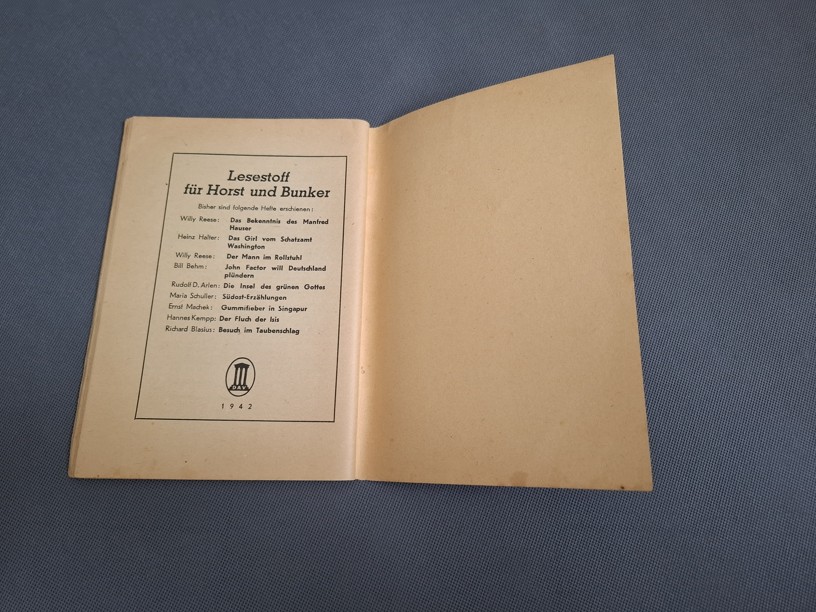 Lesestoff
für Horst und Bunker
Bisher sind folgende Hefte erschienen:
Willy Reese: Das Bekenntnis des Manfred
Hauser
Heinz Halter: Das Girl vom Schatzamt
Washington
Willy Reese: Der Mann im Rollstuhl
Bill Behm: John Factor will Deutschland
plündern
Rudolf D. Arlen: Die Insel des grünen Gottes
Maria Schuller: Südost-Erzählungen
Ernst Machek: Gummifieber in Singapur
Hannes Kempp: Der Fluch der Isis
Richard Blasius: Besuch im Taubenschlag
DAV
1942